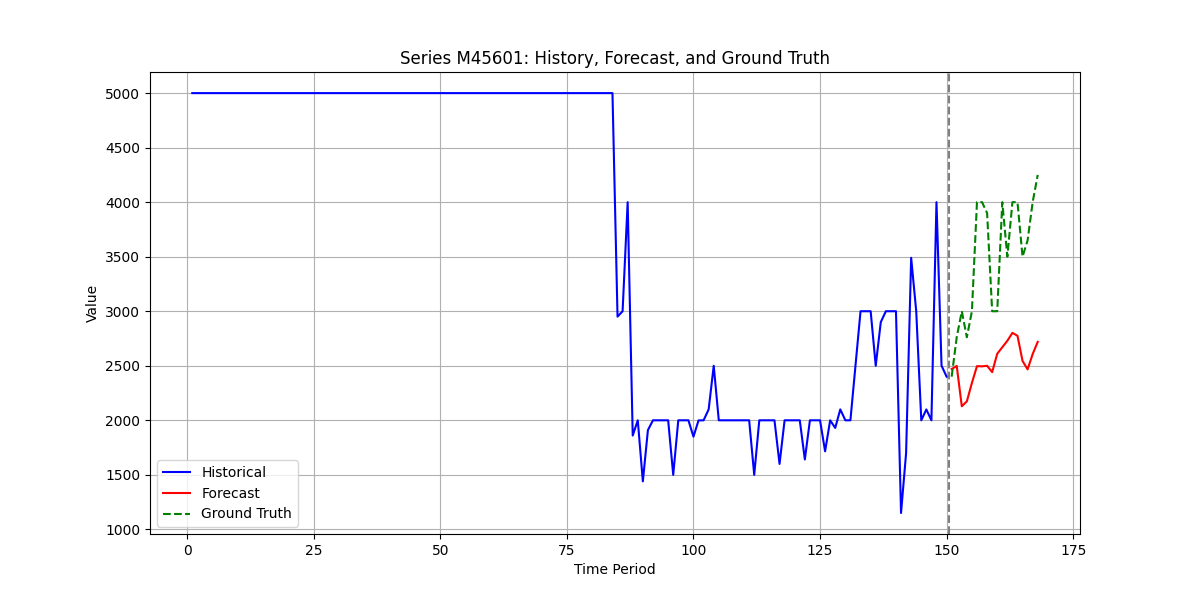 Series M45601: History, Forecast, and Ground Truth
Value
5000
4500
4000
3500
3000
2500
2000
1500
1000
Historical
Forecast
Ground Truth
0 25 50 75 100 125 150 175
Time Period